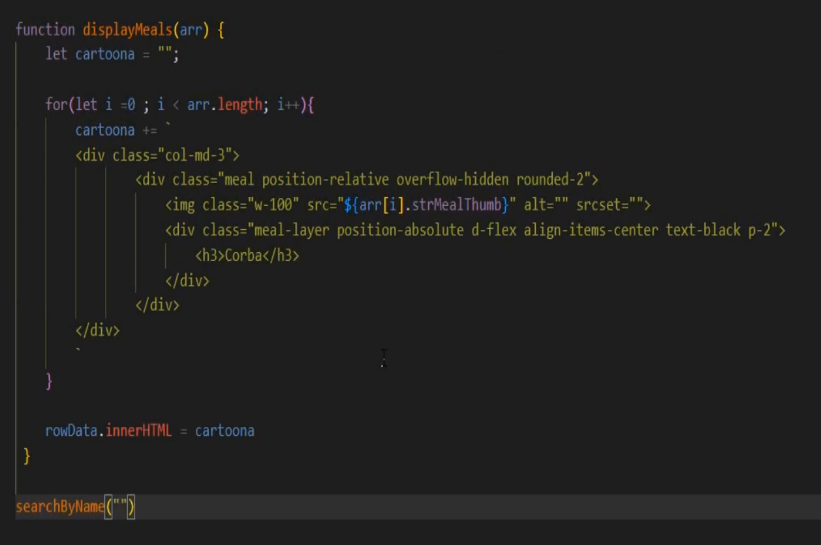 function displayMeals(arr) {
let cartoona = "";
for(let i =0 ; i < arr.length; i++){
cartoona += `
<div class="col-md-3">
<div class="meal position-relative overflow-hidden rounded-2">
<img class="w-100" src="${arr[i].strMealThumb}" alt="" srcset="">
<div class="meal-layer position-absolute d-flex align-items-center text-black p-2">
<h3>Corba</h3>
</div>
</div>
</div>
`
}
rowData.innerHTML = cartoona
}
searchByName("")